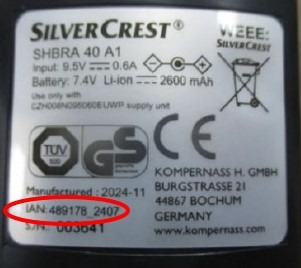 SILVERCREST®
WEEE:
SILVERCREST
SHBRA 40 A1
Input: 9.5V ⎓ 0.6A
Battery: 7.4V Li-ion ⎓ 2600 mAh
Use only with
CZH006N095060EUWP supply unit
TÜV
SÜD
GS
CE
KOMPERNASS H. GMBH
BURGSTRASSE 21
44867 BOCHUM
GERMANY
www.kompernass.com
Manufactured : 2024-11
IAN: 489178_2407
S/N.: 003641